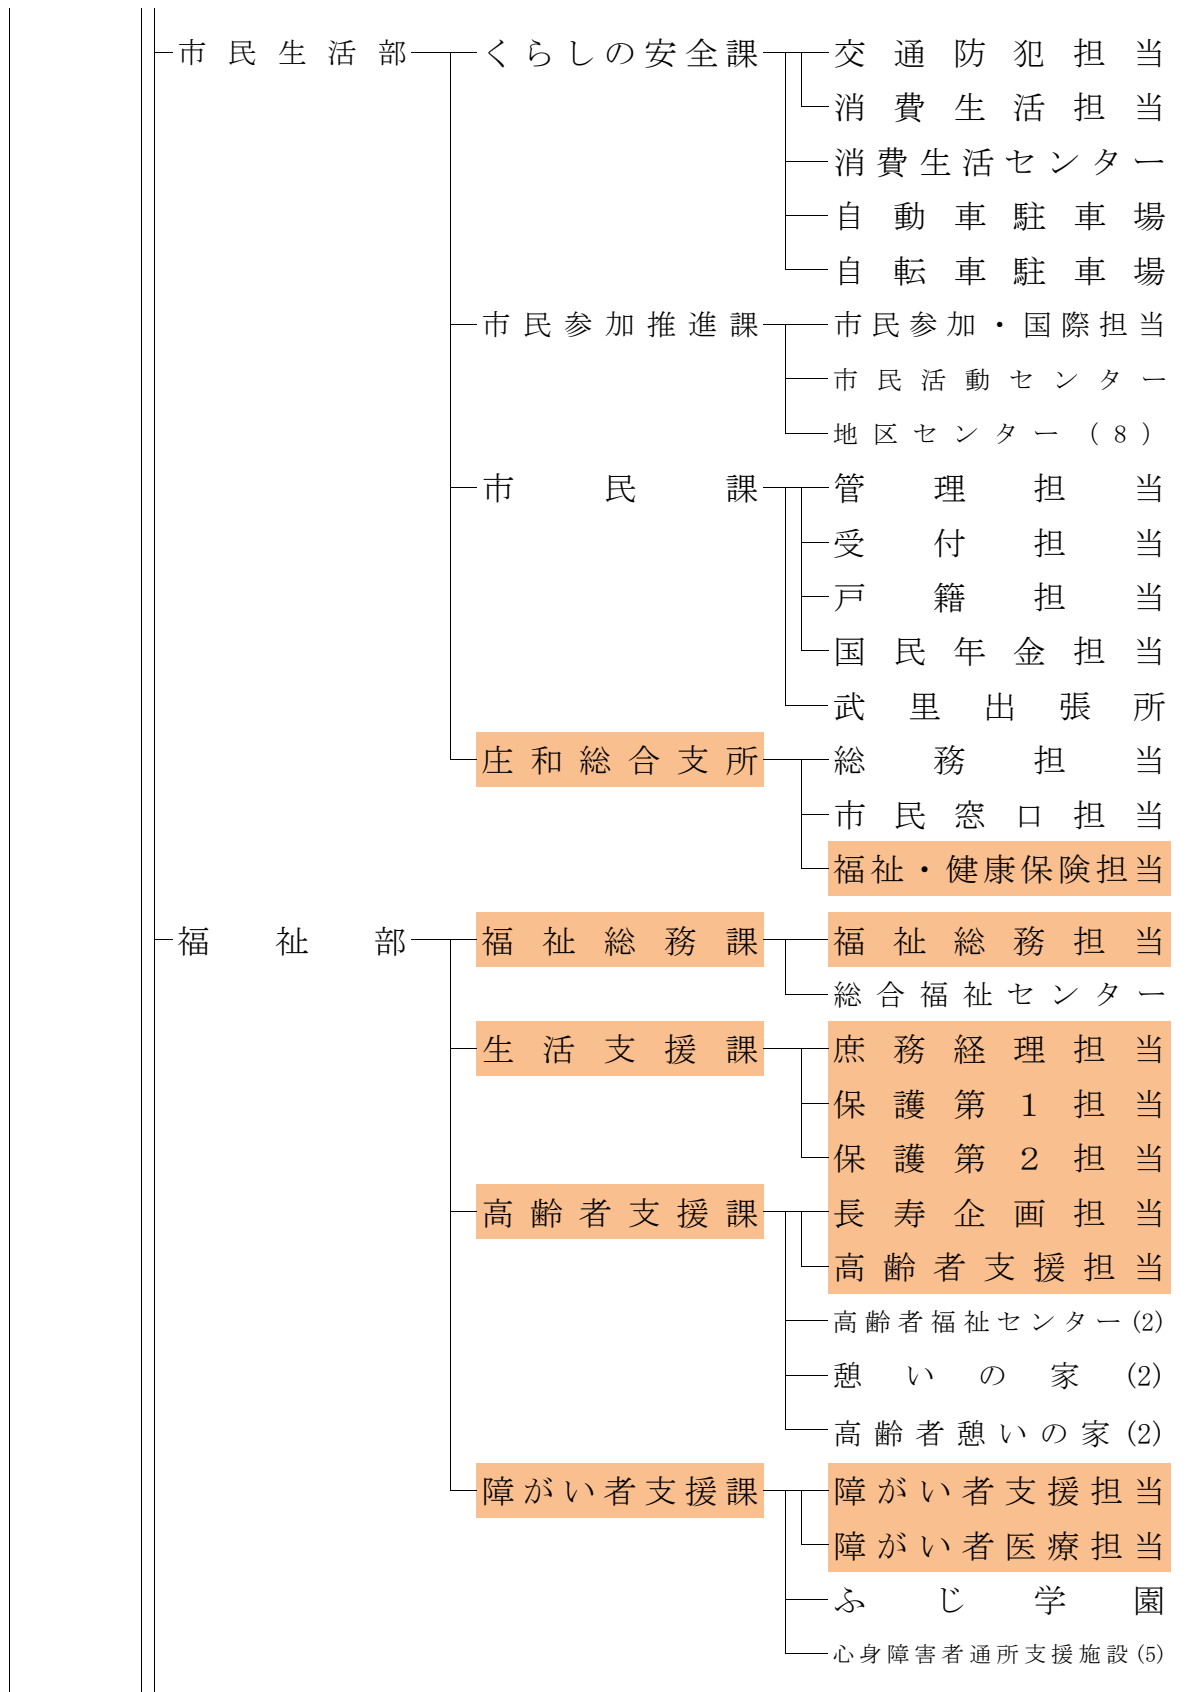 市民生活部 くらしの安全課 交通防犯担当
消費生活担当
消費生活センター
自動車駐車場
自転車駐車場
市民参加推進課 市民参加・国際担当
市民活動センター
地区センター(8)
市民課 管理担当
受付担当
戸籍担当
国民年金担当
武里出張所
庄和総合支所 総務担当
市民窓口担当
福祉・健康保険担当
福祉部 福祉総務課 福祉総務担当
総合福祉センター
生活支援課 庶務経理担当
保護第1担当
保護第2担当
高齢者支援課 長寿企画担当
高齢者支援担当
高齢者福祉センター(2)
憩いの家(2)
高齢者憩いの家(2)
障がい者支援課 障がい者支援担当
障がい者医療担当
ふじ学園
心身障害者通所支援施設(5)